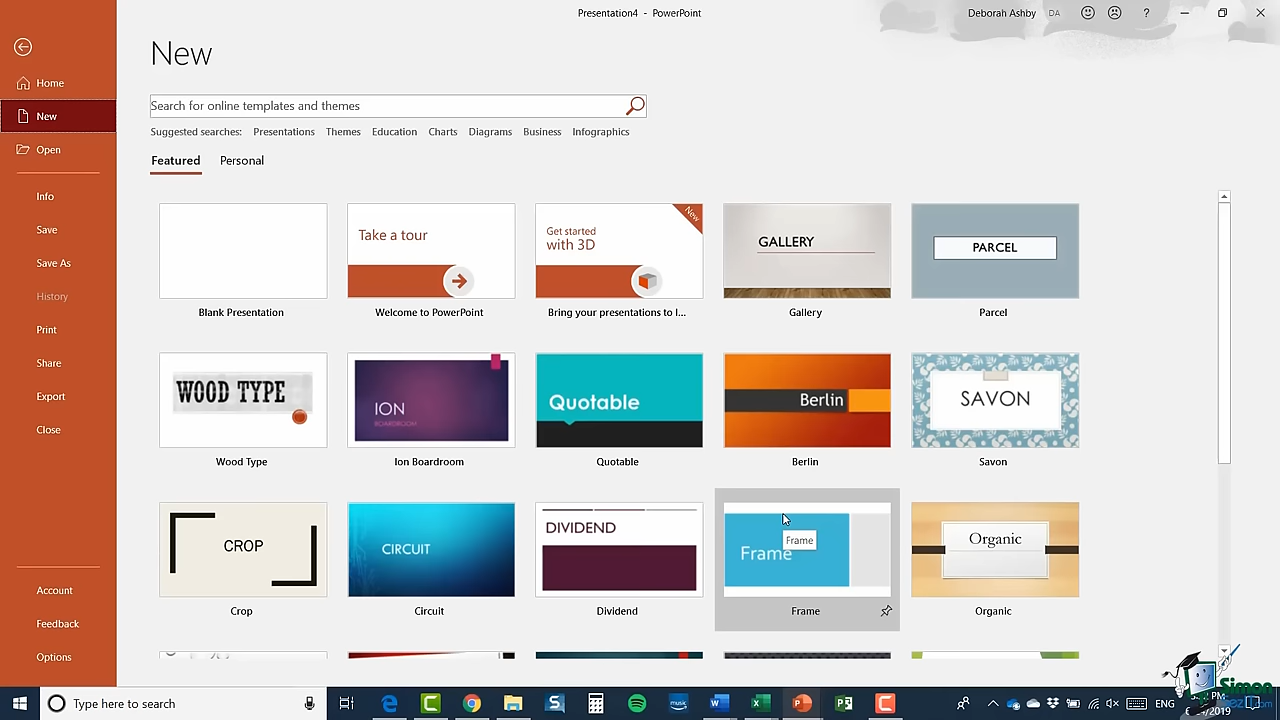 Presentation4 - PowerPoint
Deborah Ashby DA
?
New
Home
New
Open
Info
Save
Save As
History
Print
Share
Export
Close
Account
Feedback
Options
Search for online templates and themes
Suggested searches: Presentations Themes Education Charts Diagrams Business Infographics
Featured Personal
Take a tour
Get started
with 3D
New
GALLERY
PARCEL
Blank Presentation
Welcome to PowerPoint
Bring your presentations to l...
Gallery
Parcel
WOOD TYPE
ION
BOARDROOM
Quotable
Berlin
SAVON
Wood Type
Ion Boardroom
Quotable
Berlin
Savon
CROP
CIRCUIT
DIVIDEND
Frame
Frame
Organic
Crop
Circuit
Dividend
Frame
Organic
Type here to search
music
ENG
Simon